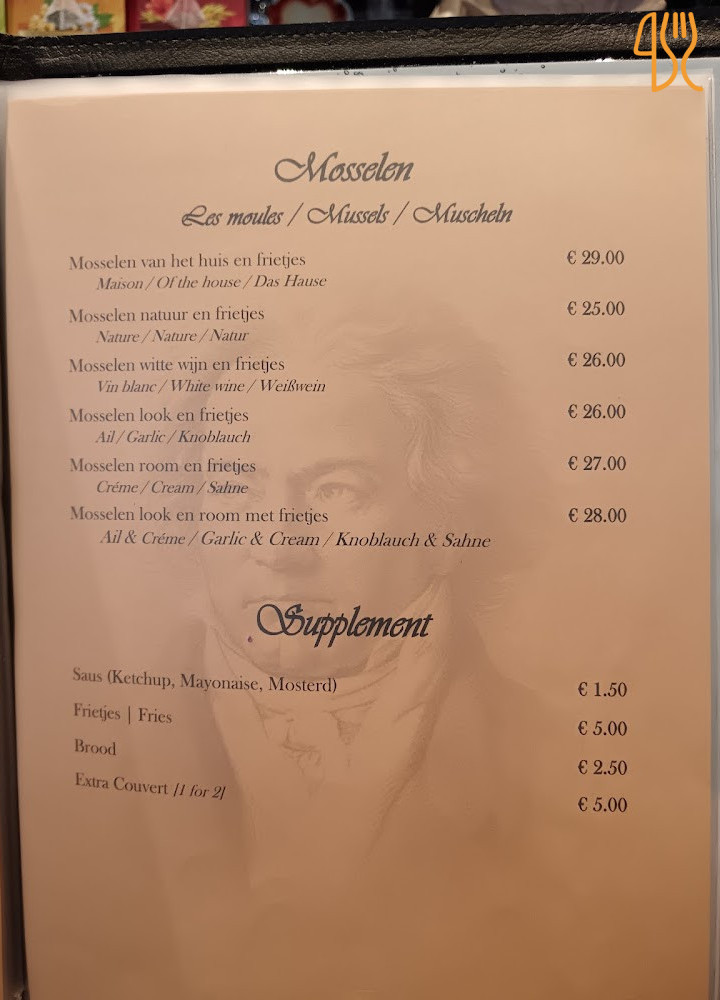 Mosselen
Les moules / Mussels / Muscheln
Mosselen van het huis en frietjes € 29.00
Maison / Of the house / Das Hause
Mosselen natuur en frietjes € 25.00
Nature / Nature / Natur
Mosselen witte wijn en frietjes € 26.00
Vin blanc / White wine / Weißwein
Mosselen look en frietjes € 26.00
Ail / Garlic / Knoblauch
Mosselen room en frietjes € 27.00
Créme / Cream / Sahne
Mosselen look en room met frietjes € 28.00
Ail & Créme / Garlic & Cream / Knoblauch & Sahne
Supplement
Saus (Ketchup, Mayonaise, Mosterd) € 1.50
Frietjes | Fries € 5.00
Brood € 2.50
Extra Couvert [1 for 2] € 5.00